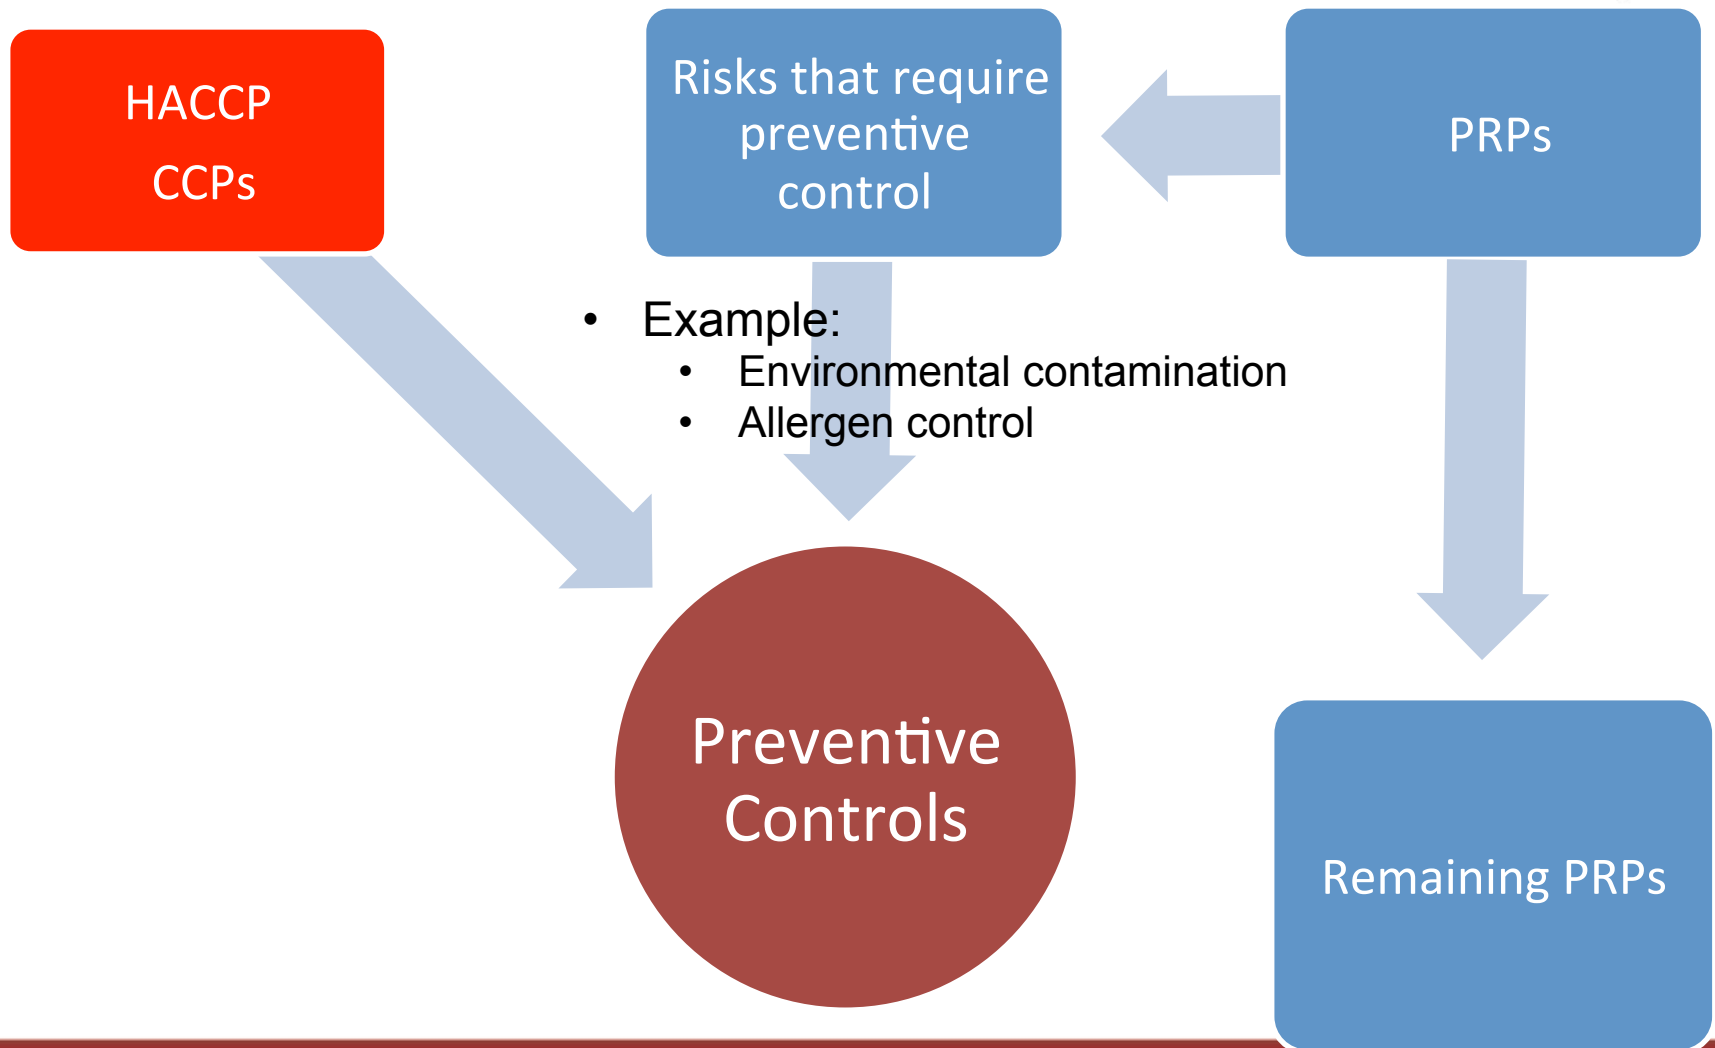 HACCP
CCPs
Risks that require
preventive
control
PRPs
• Example:
• Environmental contamination
• Allergen control
Preventive
Controls
Remaining PRPs